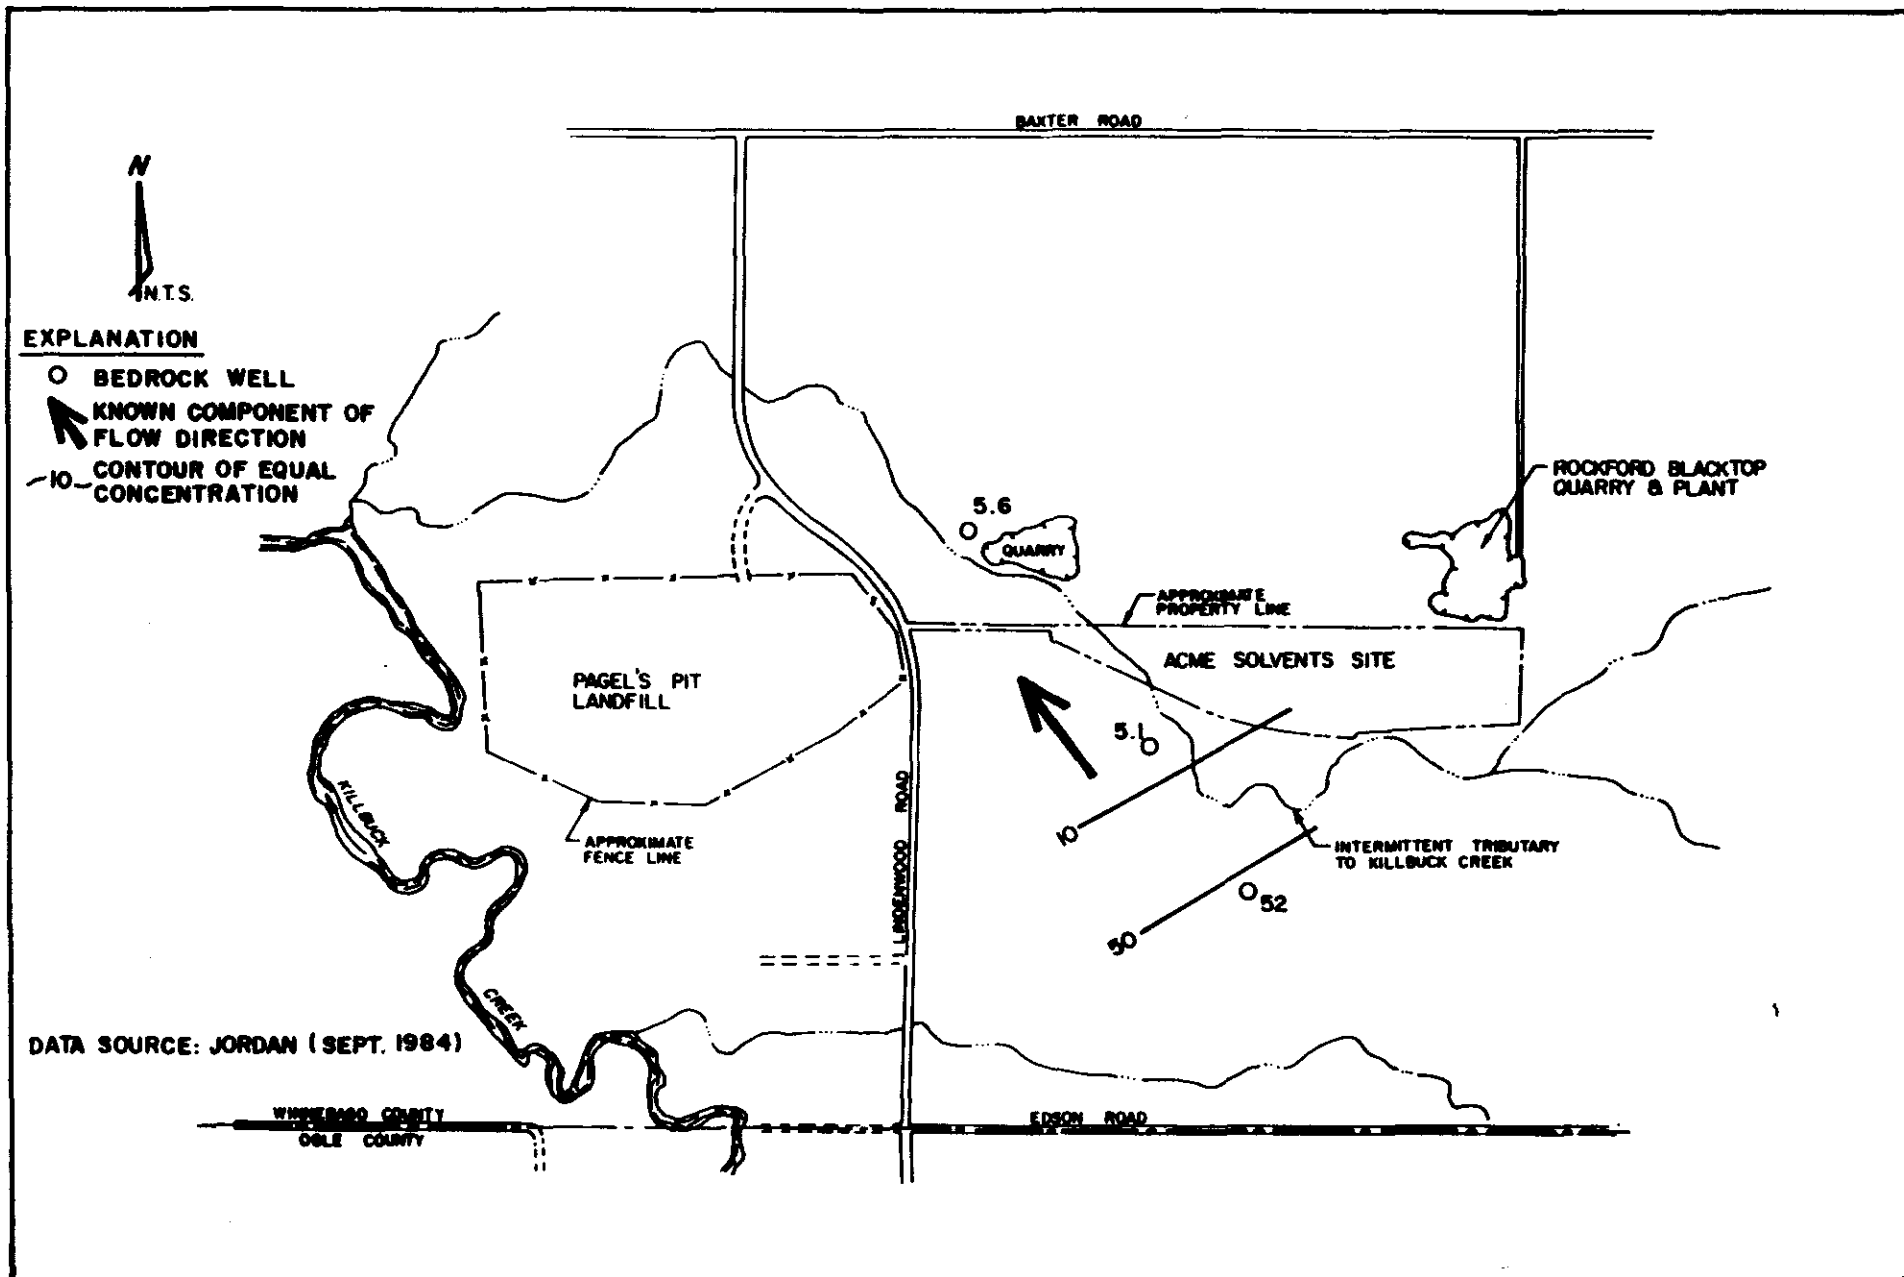 BAXTER ROAD
N
N.T.S.
EXPLANATION
BEDROCK WELL
KNOWN COMPONENT OF
FLOW DIRECTION
10
CONTOUR OF EQUAL
CONCENTRATION
ROCKFORD BLACKTOP
QUARRY & PLANT
5.6
QUARRY
APPROXIMATE
PROPERTY LINE
ACME SOLVENTS SITE
PAGEL'S PIT
LANDFILL
5.1
KILLBUCK
CREEK
APPROXIMATE
FENCE LINE
LINDENWOOD ROAD
10
INTERMITTENT TRIBUTARY
TO KILLBUCK CREEK
52
50
DATA SOURCE: JORDAN (SEPT. 1984)
WINNEBAGO COUNTY
OGLE COUNTY
EDSON ROAD